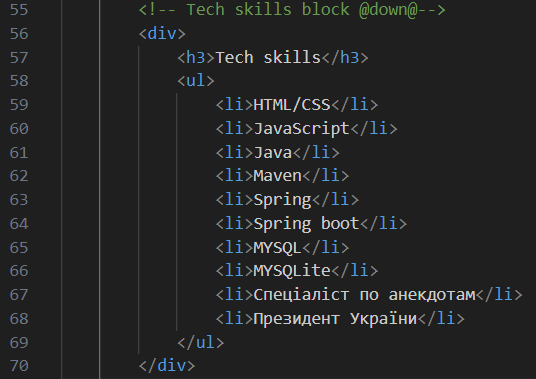 55 <!-- Tech skills block @down@-->
56 <div>
57 <h3>Tech skills</h3>
58 <ul>
59 <li>HTML/CSS</li>
60 <li>JavaScript</li>
61 <li>Java</li>
62 <li>Maven</li>
63 <li>Spring</li>
64 <li>Spring boot</li>
65 <li>MYSQL</li>
66 <li>MYSQLite</li>
67 <li>Спеціаліст по анекдотам</li>
68 <li>Президент України</li>
69 </ul>
70 </div>